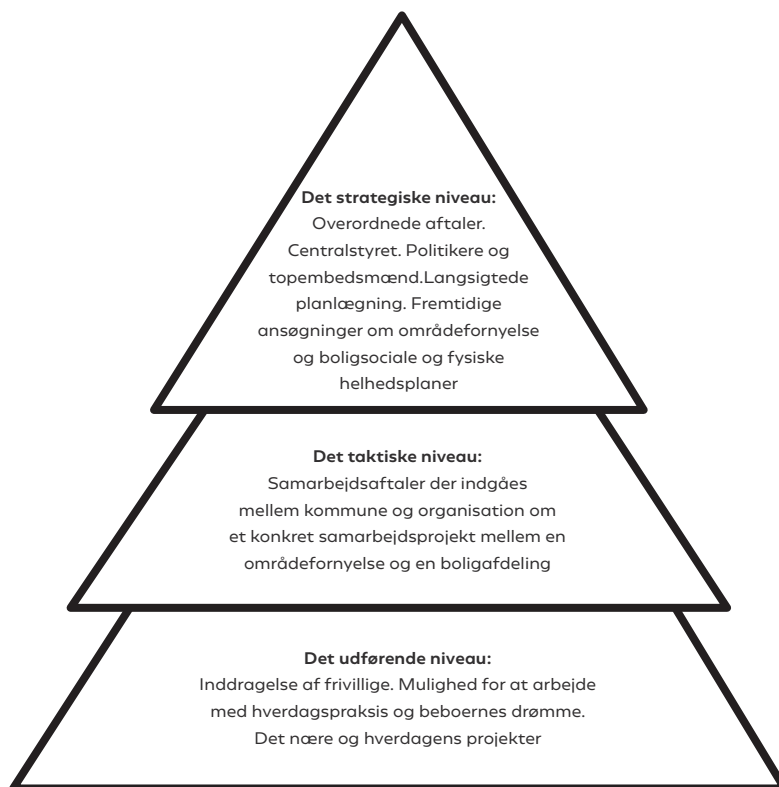 Det strategiske niveau:
Overordnede aftaler.
Centralstyret. Politikere og
topembedsmænd.Langsigtede
planlægning. Fremtidige
ansøgninger om områdefornyelse
og boligsociale og fysiske
helhedsplaner
Det taktiske niveau:
Samarbejdsaftaler der indgåes
mellem kommune og organisation om
et konkret samarbejdsprojekt mellem en
områdefornyelse og en boligafdeling
Det udførende niveau:
Inddragelse af frivillige. Mulighed for at arbejde
med hverdagspraksis og beboernes drømme.
Det nære og hverdagens projekter